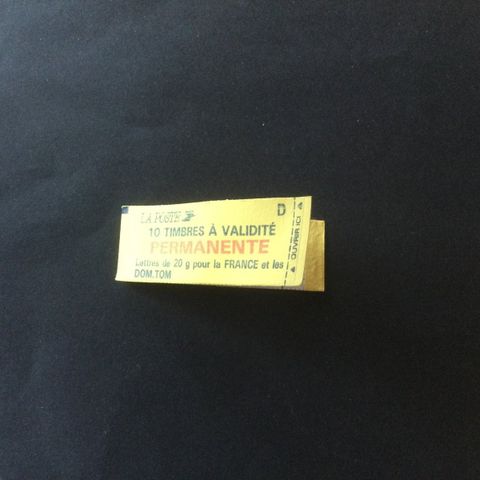 LA POSTE
D
10 TIMBRES À VALIDITÉ
PERMANENTE
Lettres de 20 g pour la FRANCE et les
DOM.TOM
OUVRIR ICI